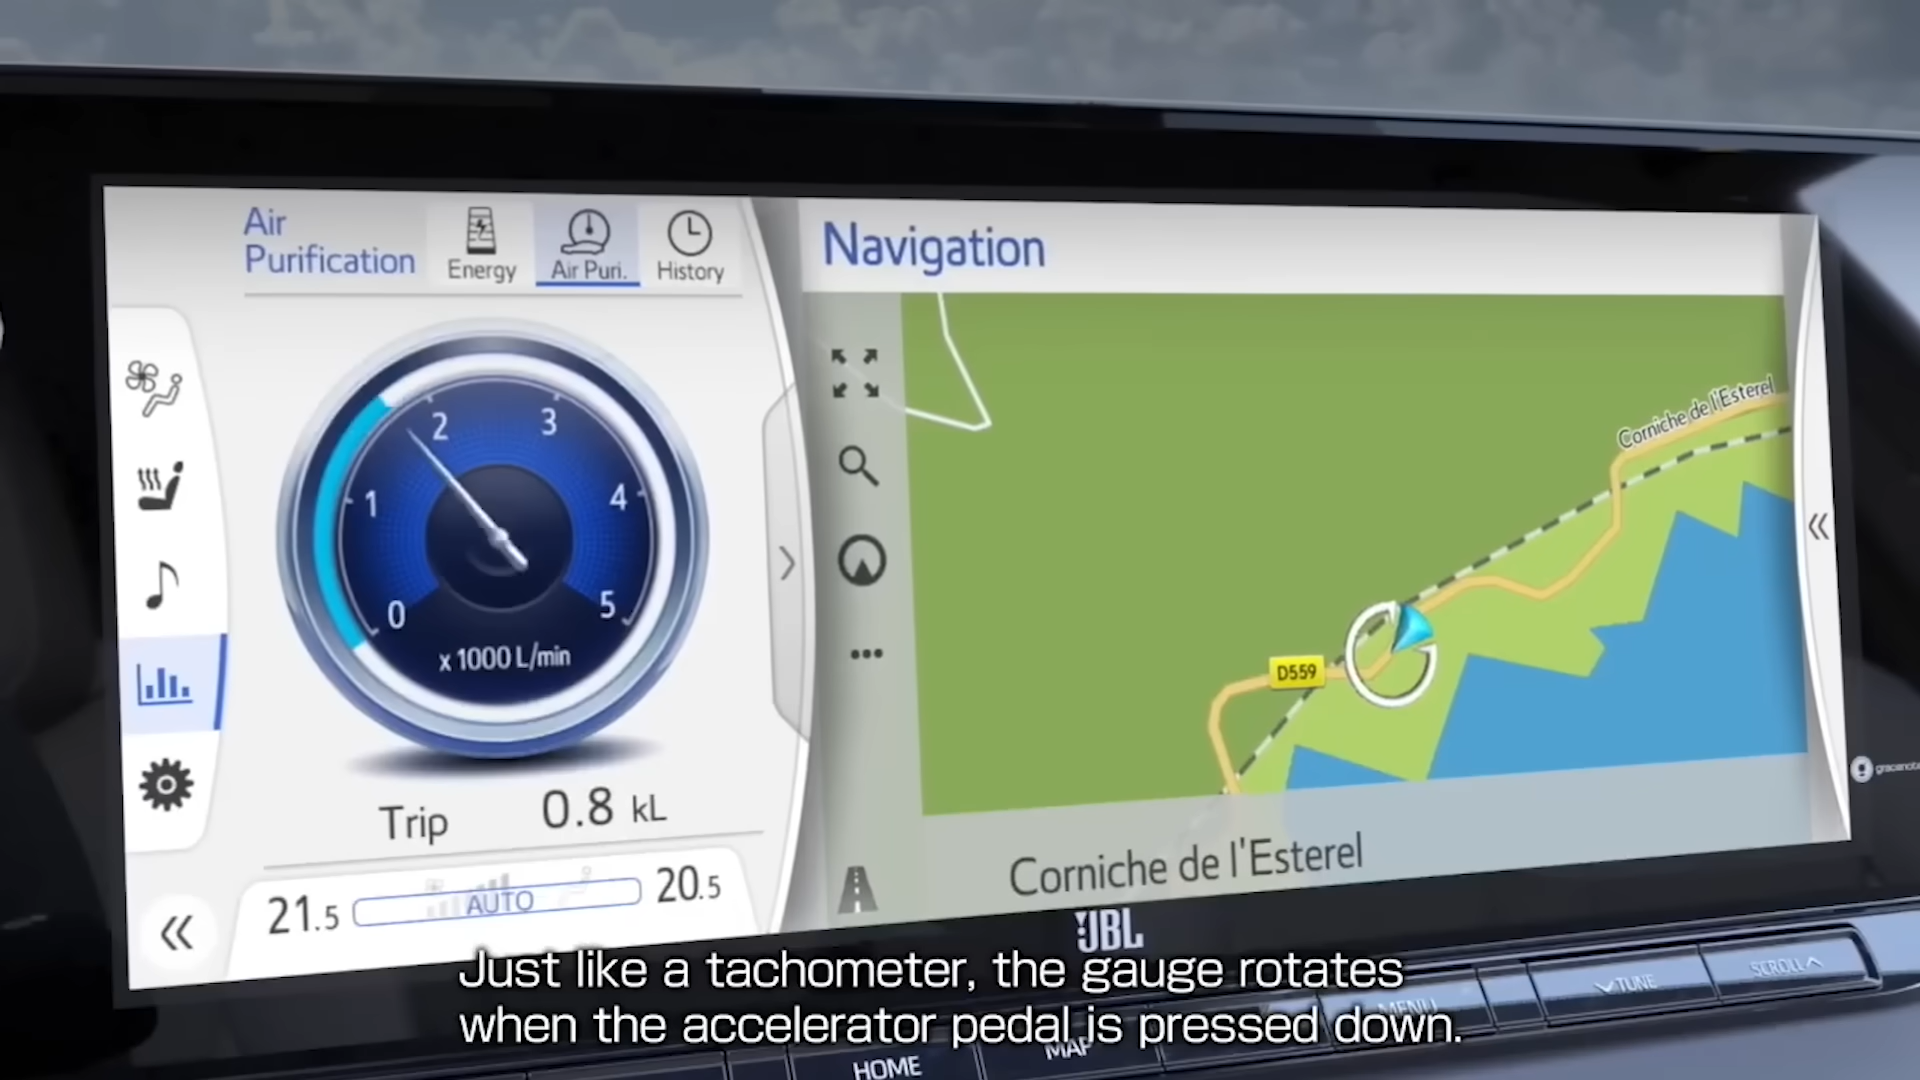 Air
Purification
Energy
Air Puri.
History
Navigation
0
1
2
3
4
5
x 1000 L/min
Trip 0.8 kL
21.5 AUTO 20.5
Corniche de l'Esterel
D559
Corniche de l'Esterel
JBL
gracenote
Just like a tachometer, the gauge rotates
when the accelerator pedal is pressed down.
HOME
MAP
MENU
TUNE
SCROLL